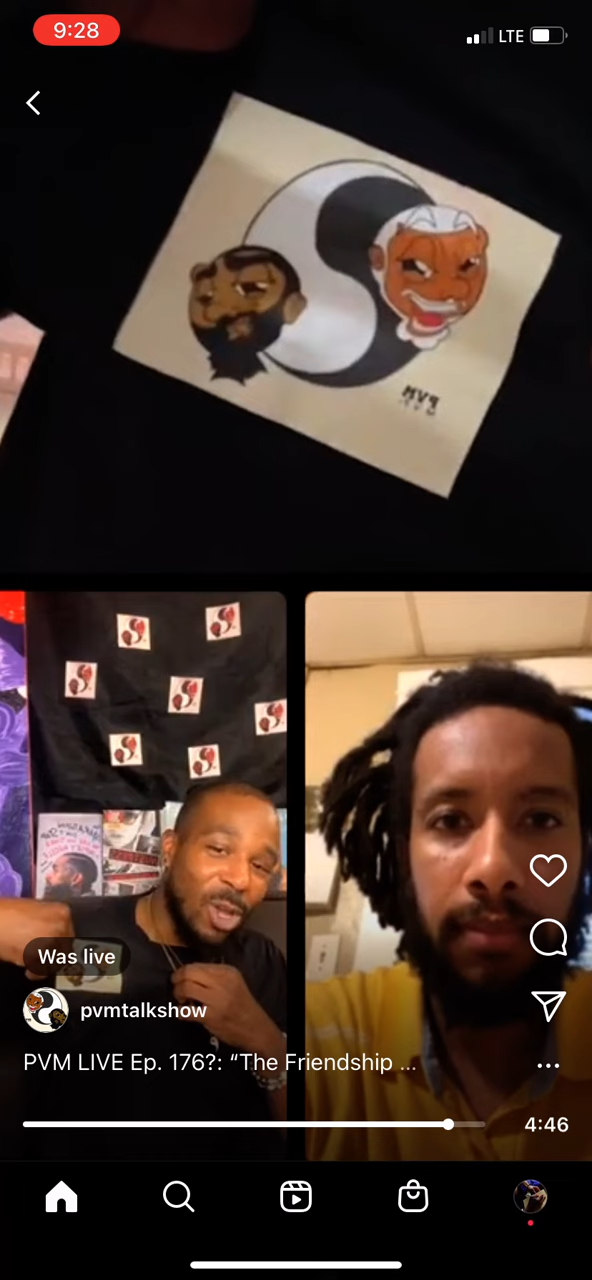 9:28
LTE
PVM
Was live
pvmtalkshow
PVM LIVE Ep. 176?: “The Friendship ...
4:46